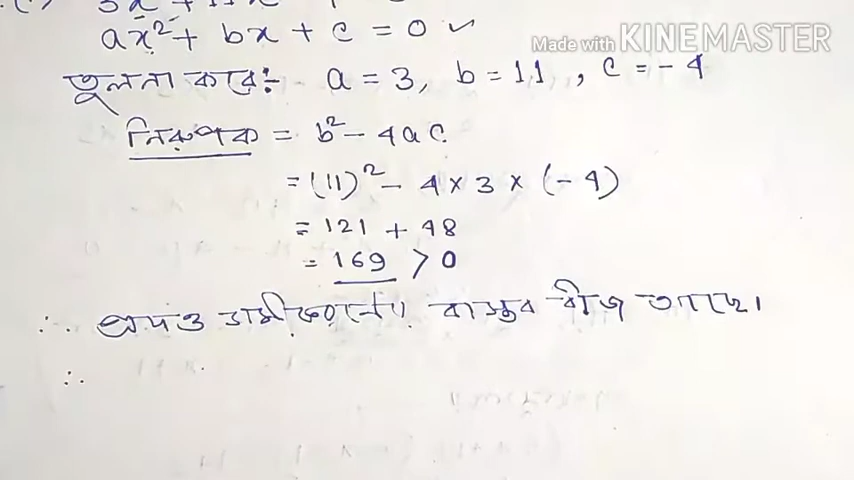 ax² + bx + c = 0
Made with KINEMASTER
তুলনা করে:- a = 3, b = 11, c = - 4
নিরুপক = b² - 4ac
= (11)² - 4 × 3 × (- 4)
= 121 + 48
= 169 > 0
∴ প্রদত্ত সমীকরণের বাস্তব বীজ আছে।
∴